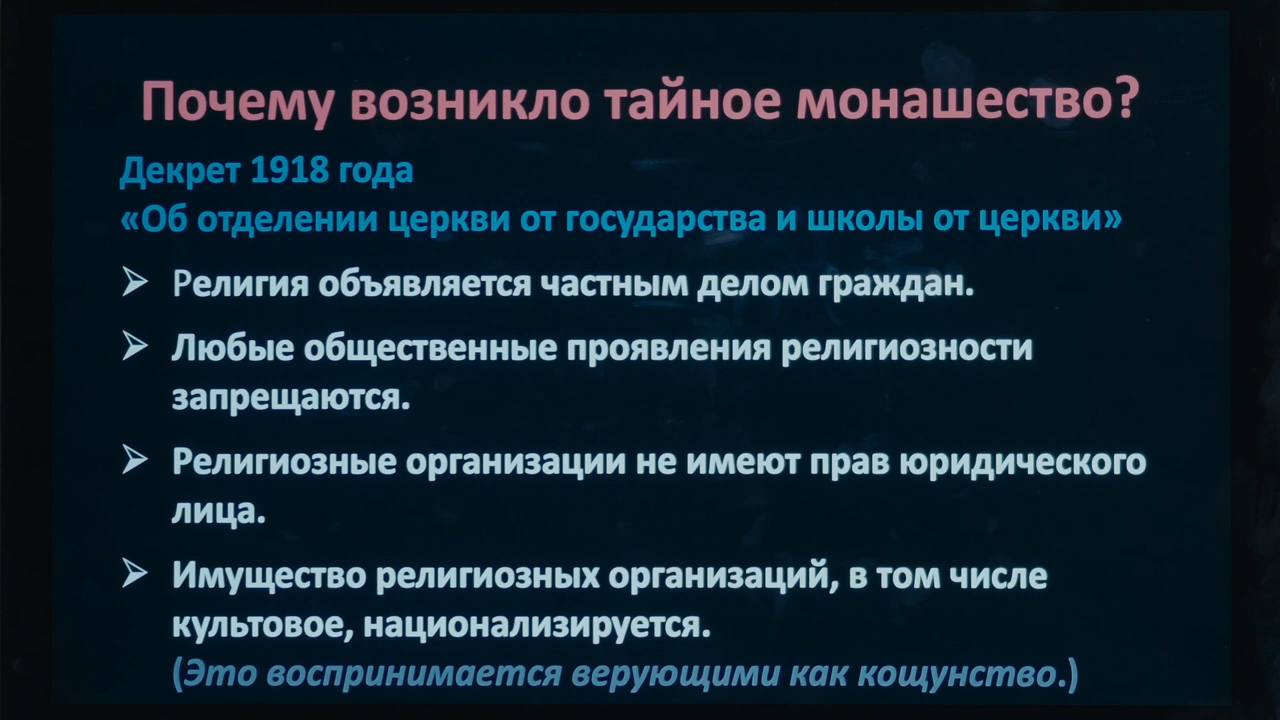 Почему возникло тайное монашество?
Декрет 1918 года
«Об отделении церкви от государства и школы от церкви»
Религия объявляется частным делом граждан.
Любые общественные проявления религиозности
запрещаются.
Религиозные организации не имеют прав юридического
лица.
Имущество религиозных организаций, в том числе
культовое, национализируется.
(Это воспринимается верующими как кощунство.)